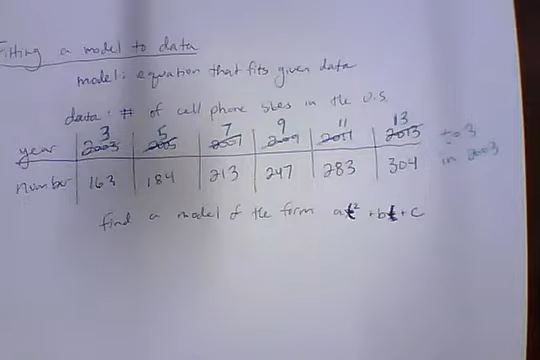 Fitting a model to data
model: equation that fits given data
data: # of cell phone sites in the U.S.
3 5 7 9 11 13
year 2003 2005 2007 2009 2011 2013 t=3
number 163 184 213 247 283 304 in 2003
find a model of the form at² + bt + c